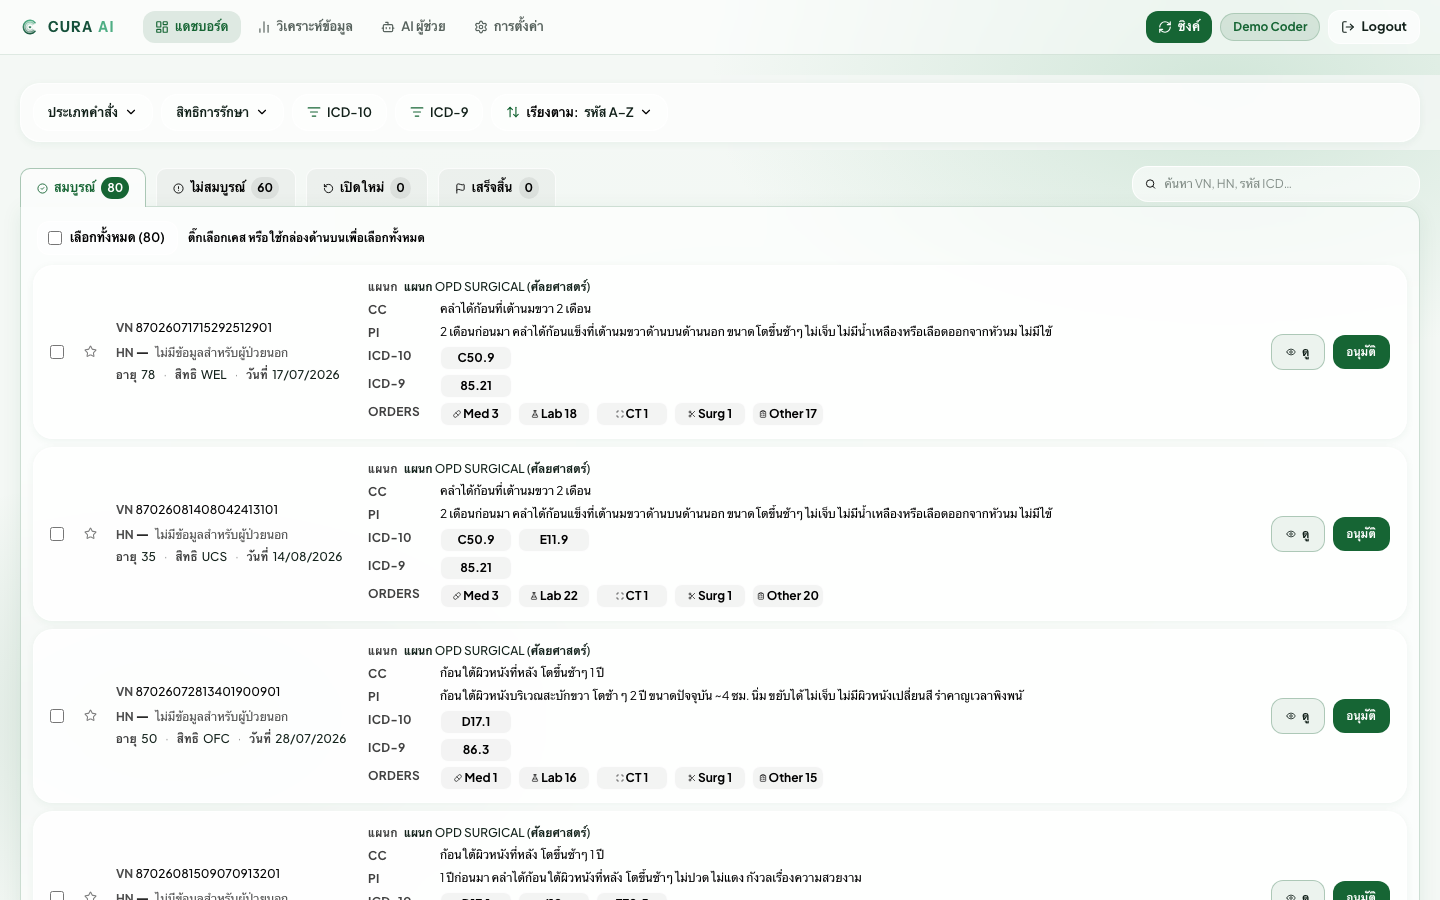 CURA AI
แดชบอร์ด
วิเคราะห์ข้อมูล
AI ผู้ช่วย
การตั้งค่า
ซิงค์
Demo Coder
Logout
ประเภทคำสั่ง
สิทธิการรักษา
ICD-10
ICD-9
เรียงตาม: รหัส A–Z
สมบูรณ์ 80
ไม่สมบูรณ์ 60
เปิดใหม่ 0
เสร็จสิ้น 0
ค้นหา VN, HN, รหัส ICD...
เลือกทั้งหมด (80)
ติ๊กเลือกเคส หรือใช้กล่องด้านบนเพื่อเลือกทั้งหมด
VN 87026071715292512901
HN — ไม่มีข้อมูลสำหรับผู้ป่วยนอก
อายุ 78 · สิทธิ WEL · วันที่ 17/07/2026
แผนก แผนก OPD SURGICAL (ศัลยศาสตร์)
CC คลำได้ก้อนที่เต้านมขวา 2 เดือน
PI 2 เดือนก่อนมา คลำได้ก้อนแข็งที่เต้านมขวาด้านบนด้านนอก ขนาดโตขึ้นช้าๆ ไม่เจ็บ ไม่มีน้ำเหลืองหรือเลือดออกจากหัวนม ไม่มีไข้
ICD-10 C50.9
ICD-9 85.21
ORDERS Med 3 Lab 18 CT 1 Surg 1 Other 17
ดู
อนุมัติ
VN 87026081408042413101
HN — ไม่มีข้อมูลสำหรับผู้ป่วยนอก
อายุ 35 · สิทธิ UCS · วันที่ 14/08/2026
แผนก แผนก OPD SURGICAL (ศัลยศาสตร์)
CC คลำได้ก้อนที่เต้านมขวา 2 เดือน
PI 2 เดือนก่อนมา คลำได้ก้อนแข็งที่เต้านมขวาด้านบนด้านนอก ขนาดโตขึ้นช้าๆ ไม่เจ็บ ไม่มีน้ำเหลืองหรือเลือดออกจากหัวนม ไม่มีไข้
ICD-10 C50.9 E11.9
ICD-9 85.21
ORDERS Med 3 Lab 22 CT 1 Surg 1 Other 20
ดู
อนุมัติ
VN 87026072813401900901
HN — ไม่มีข้อมูลสำหรับผู้ป่วยนอก
อายุ 50 · สิทธิ OFC · วันที่ 28/07/2026
แผนก แผนก OPD SURGICAL (ศัลยศาสตร์)
CC ก้อนใต้ผิวหนังที่หลัง โตขึ้นช้าๆ 1 ปี
PI ก้อนใต้ผิวหนังบริเวณสะบักขวา โตช้า ๆ 2 ปี ขนาดปัจจุบัน ~4 ซม. นิ่ม ขยับได้ ไม่เจ็บ ไม่มีผิวหนังเปลี่ยนสี รำคาญเวลาพิงพนั
ICD-10 D17.1
ICD-9 86.3
ORDERS Med 1 Lab 16 CT 1 Surg 1 Other 15
ดู
อนุมัติ
VN 87026081509070913201
HN — ไม่มีข้อมูลสำหรับผู้ป่วยนอก
แผนก แผนก OPD SURGICAL (ศัลยศาสตร์)
CC ก้อนใต้ผิวหนังที่หลัง โตขึ้นช้าๆ 1 ปี
PI 1 ปีก่อนมา คลำได้ก้อนใต้ผิวหนังที่หลัง โตขึ้นช้าๆ ไม่ปวด ไม่แดง กังวลเรื่องความสวยงาม
ICD-10 D17.1
ดู
อนุมัติ